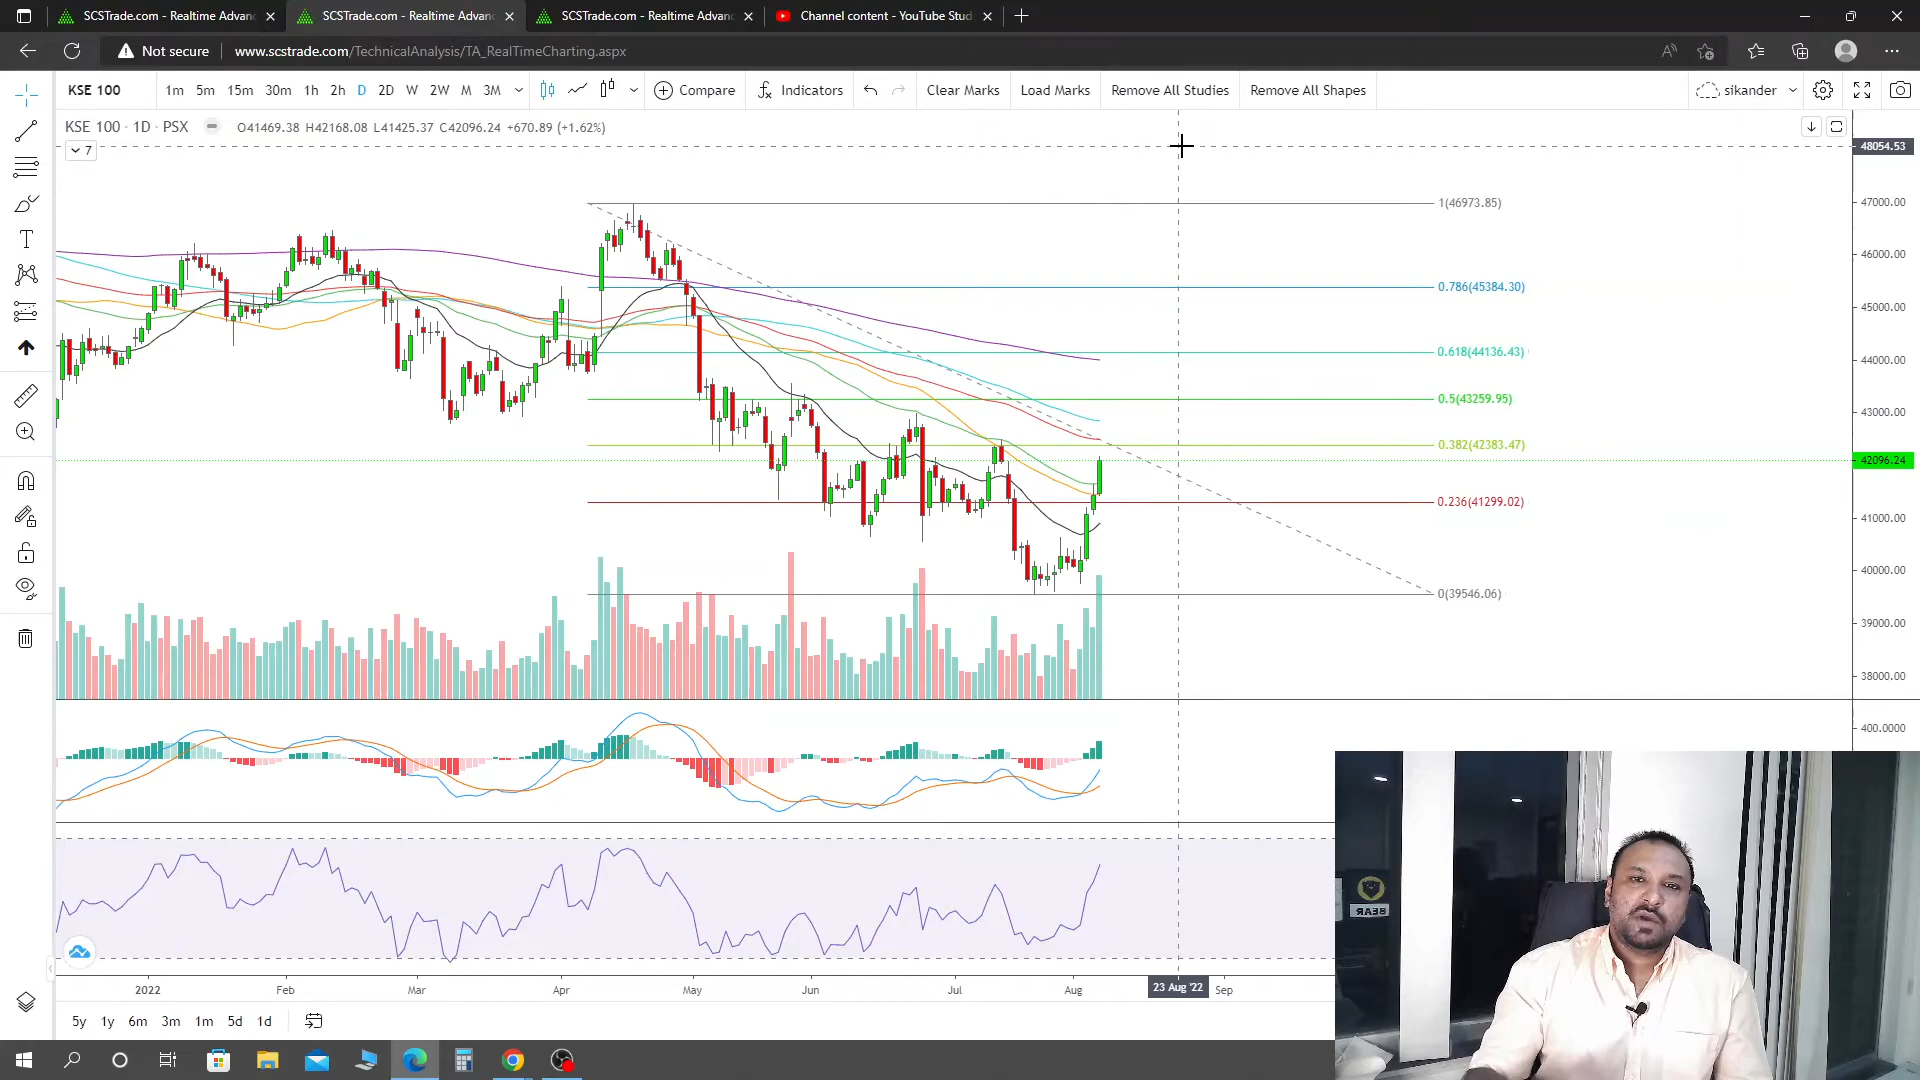 SCSTrade.com - Realtime Advanc
SCSTrade.com - Realtime Advanc
SCSTrade.com - Realtime Advanc
Channel content - YouTube Stud
Not secure
www.scstrade.com/TechnicalAnalysis/TA_RealTimeCharting.aspx
KSE 100
1m 5m 15m 30m 1h 2h D 2D W 2W M 3M
Compare
Indicators
Clear Marks
Load Marks
Remove All Studies
Remove All Shapes
sikander
KSE 100 · 1D · PSX
O41469.38 H42168.08 L41425.37 C42096.24 +670.89 (+1.62%)
7
48054.53
1(46973.85)
47000.00
46000.00
0.786(45384.30)
45000.00
0.618(44136.43)
44000.00
0.5(43259.95)
43000.00
0.382(42383.47)
42096.24
0.236(41299.02)
41000.00
40000.00
0(39546.06)
39000.00
38000.00
400.0000
2022
Feb
Mar
Apr
May
Jun
Jul
Aug
23 Aug '22
Sep
5y 1y 6m 3m 1m 5d 1d
BEAR